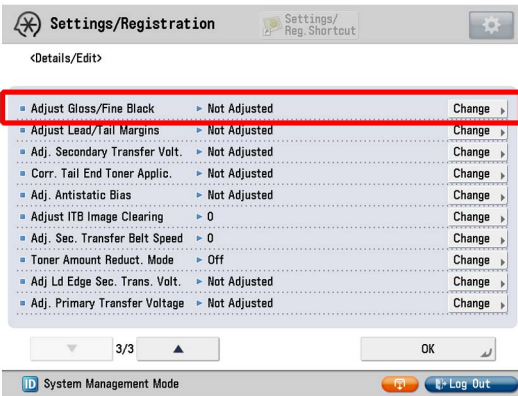 Settings/Registration
Settings/
Reg. Shortcut
<Details/Edit>
Adjust Gloss/Fine Black Not Adjusted Change
Adjust Lead/Tail Margins Not Adjusted Change
Adj. Secondary Transfer Volt. Not Adjusted Change
Corr. Tail End Toner Applic. Not Adjusted Change
Adj. Antistatic Bias Not Adjusted Change
Adjust ITB Image Clearing 0 Change
Adj. Sec. Transfer Belt Speed 0 Change
Toner Amount Reduct. Mode Off Change
Adj Ld Edge Sec. Trans. Volt. Not Adjusted Change
Adj. Primary Transfer Voltage Not Adjusted Change
3/3 OK
ID System Management Mode Log Out